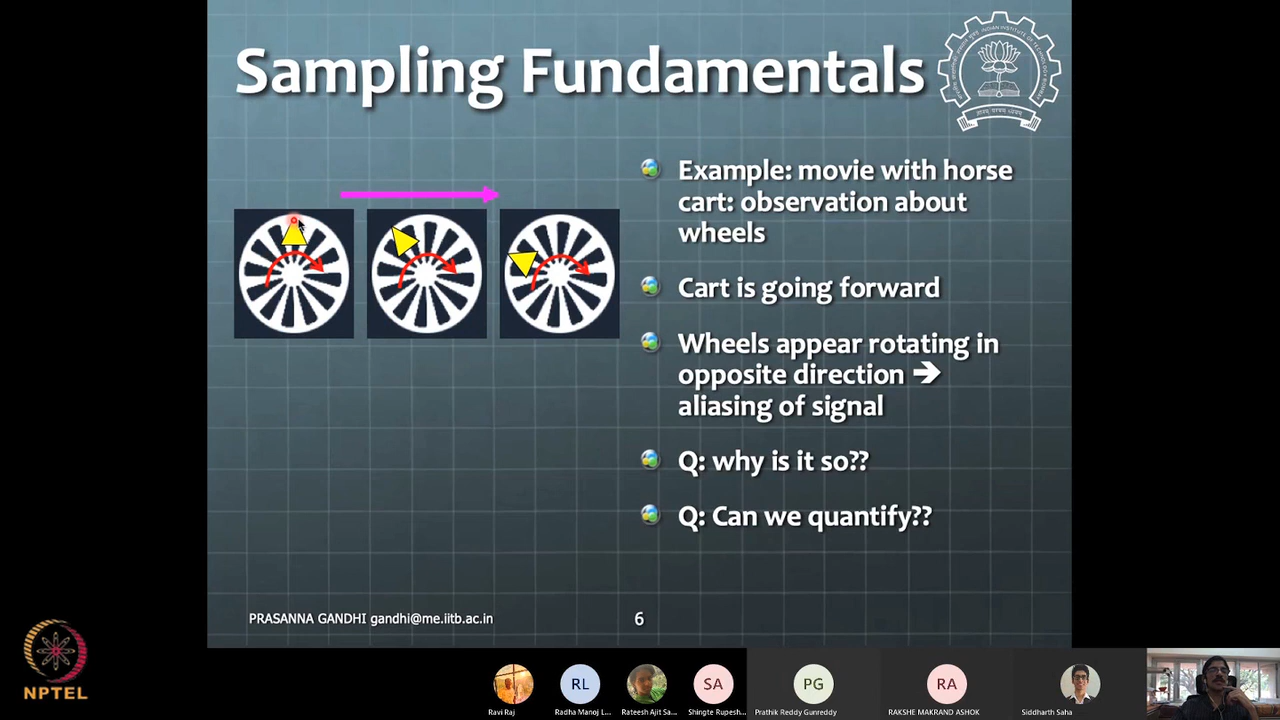 Sampling Fundamentals
Example: movie with horse
cart: observation about
wheels
Cart is going forward
Wheels appear rotating in
opposite direction ➔
aliasing of signal
Q: why is it so??
Q: Can we quantify??
PRASANNA GANDHI gandhi@me.iitb.ac.in
6
NPTEL
RL
SA
PG
RA
Ravi Raj
Radha Manoj L...
Rateesh Ajit Sa...
Shingte Rupesh...
Prathik Reddy Gunreddy
RAKSHE MAKRAND ASHOK
Siddharth Saha